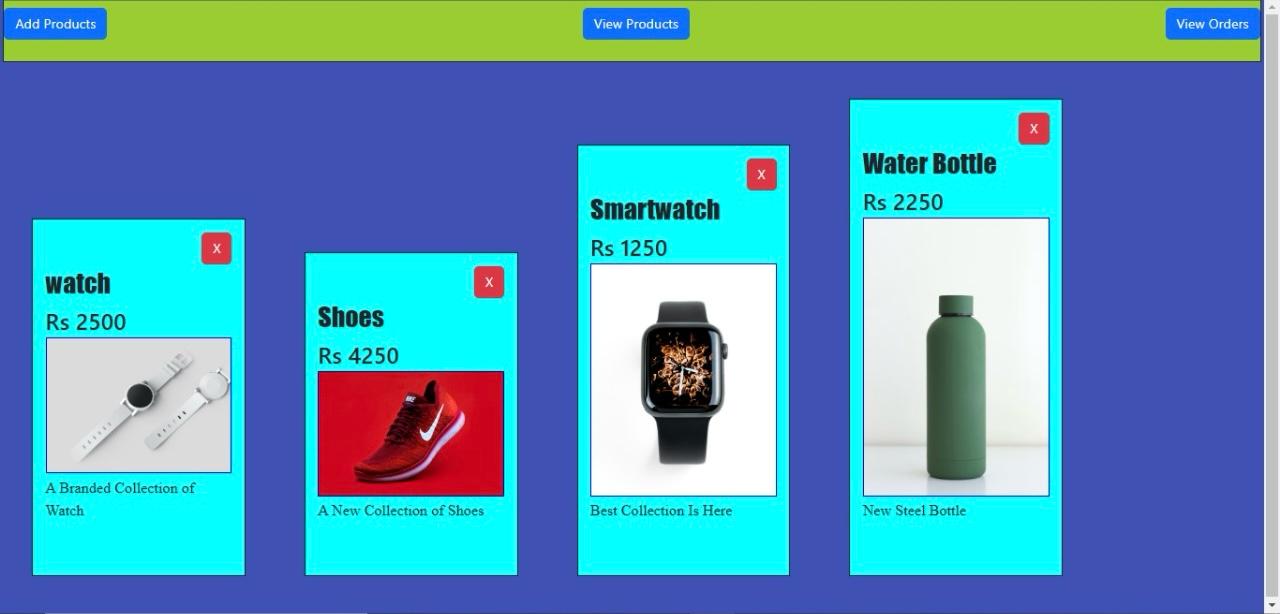 Add Products
View Products
View Orders
X
watch
Rs 2500
A Branded Collection of
Watch
X
Shoes
Rs 4250
A New Collection of Shoes
X
Smartwatch
Rs 1250
Best Collection Is Here
X
Water Bottle
Rs 2250
New Steel Bottle